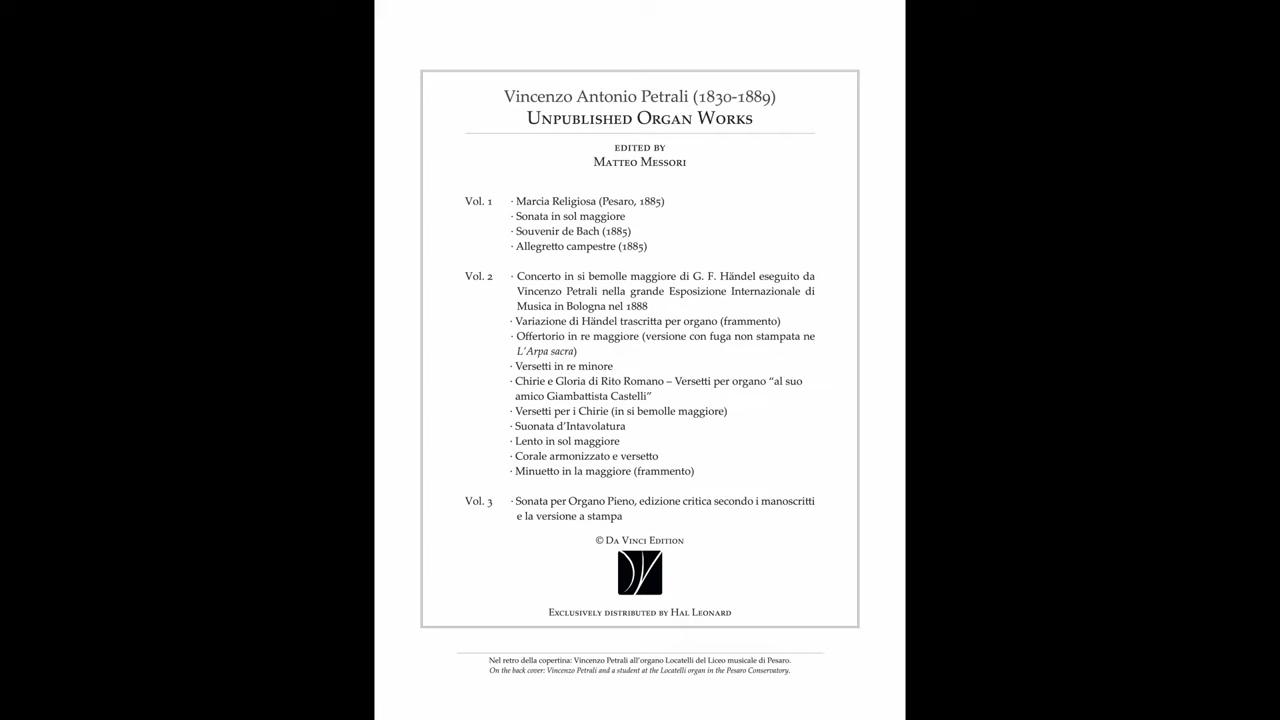 Vincenzo Antonio Petrali (1830-1889)
Unpublished Organ Works
edited by
Matteo Messori
Vol. 1 · Marcia Religiosa (Pesaro, 1885)
· Sonata in sol maggiore
· Souvenir de Bach (1885)
· Allegretto campestre (1885)
Vol. 2 · Concerto in si bemolle maggiore di G. F. Händel eseguito da
Vincenzo Petrali nella grande Esposizione Internazionale di
Musica in Bologna nel 1888
· Variazione di Händel trascritta per organo (frammento)
· Offertorio in re maggiore (versione con fuga non stampata ne
L'Arpa sacra)
· Versetti in re minore
· Chirie e Gloria di Rito Romano – Versetti per organo “al suo
amico Giambattista Castelli”
· Versetti per i Chirie (in si bemolle maggiore)
· Suonata d'Intavolatura
· Lento in sol maggiore
· Corale armonizzato e versetto
· Minuetto in la maggiore (frammento)
Vol. 3 · Sonata per Organo Pieno, edizione critica secondo i manoscritti
e la versione a stampa
© Da Vinci Edition
Exclusively distributed by Hal Leonard
Nel retro della copertina: Vincenzo Petrali all'organo Locatelli del Liceo musicale di Pesaro.
On the back cover: Vincenzo Petrali and a student at the Locatelli organ in the Pesaro Conservatory.